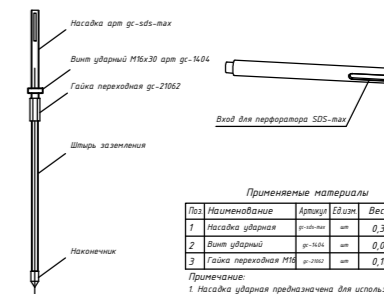 Насадка арт gc-sds-max
Винт ударный М16х30 арт gc-1404
Гайка переходная gc-21062
Штырь заземления
Наконечник
Вход для перфоратора SDS-max
Применяемые материалы
Поз. Наименование Артикул Ед.изм. Вес
1 Насадка ударная gc-sds-max шт 0,3
2 Винт ударный gc-1404 шт 0,0
3 Гайка переходная М16 gc-21062 шт 0,1
Примечание:
1. Насадка ударная предназначена для использ